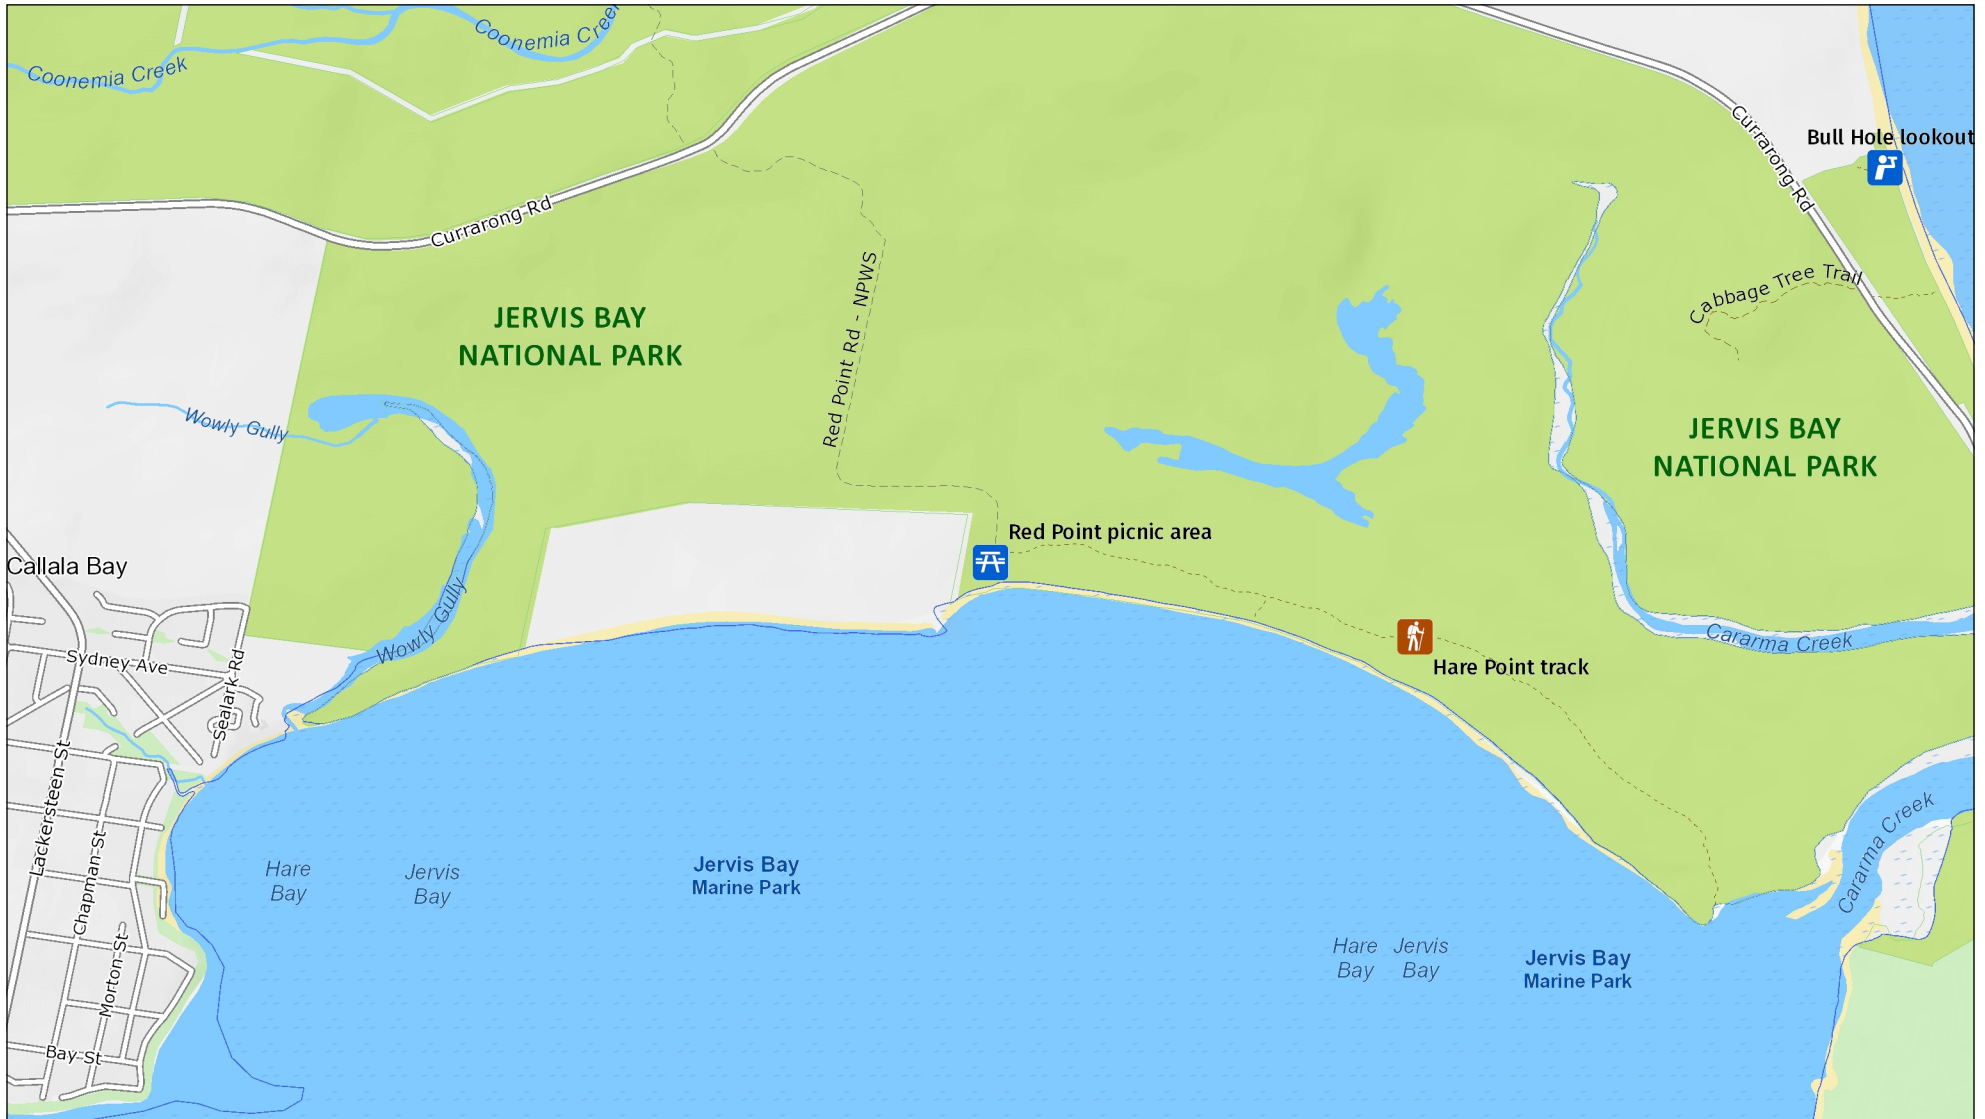 Coonemia Creek
Coonemia Cree
Currarong Rd
Bull Hole lookout
Currarong Rd
Red Point Rd - NPWS
Cabbage Tree Trail
JERVIS BAY
NATIONAL PARK
Wowly Gully
JERVIS BAY
NATIONAL PARK
Red Point picnic area
Callala Bay
Wowly Gully
Hare Point track
Cararma Creek
Sydney Ave
Sealark Rd
Lackersteen St
Chapman St
Morton St
Bay St
Hare
Bay
Jervis
Bay
Jervis Bay
Marine Park
Hare
Bay
Jervis
Bay
Jervis Bay
Marine Park
Cararma Creek